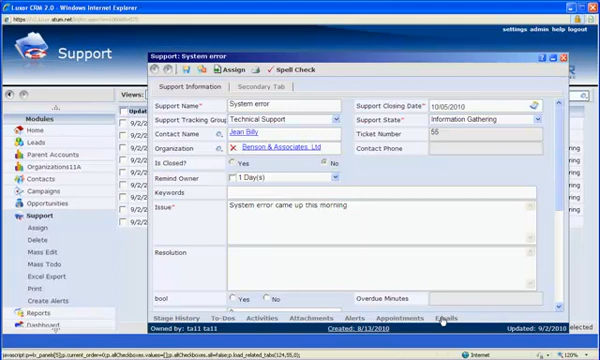 Luxor CRM 2.0 - Windows Internet Explorer
settings admin help logout
Support
Support: System error
Assign
Spell Check
Support Information
Secondary Tab
Support Name* System error
Support Closing Date* 10/05/2010
Support Tracking Group Technical Support
Support State* Information Gathering
Contact Name Jean Billy
Ticket Number 55
Organization Benson & Associates. Ltd
Contact Phone
Is Closed? Yes No
Remind Owner 1 Day(s)
Keywords
Issue* System error came up this morning
Resolution
Yes No
Overdue Minutes
Stage History To-Dos Activities Attachments Alerts Appointments Emails
Owned by: ta11 ta11 Created: 8/13/2010 Updated: 9/2/2010
Views:
Modules
Home
Leads
Parent Accounts
Organizations11A
Contacts
Campaigns
Opportunities
Support
Assign
Delete
Mass Edit
Mass Todo
Excel Export
Print
Create Alerts
Reports
Dashboard
Internet
120%